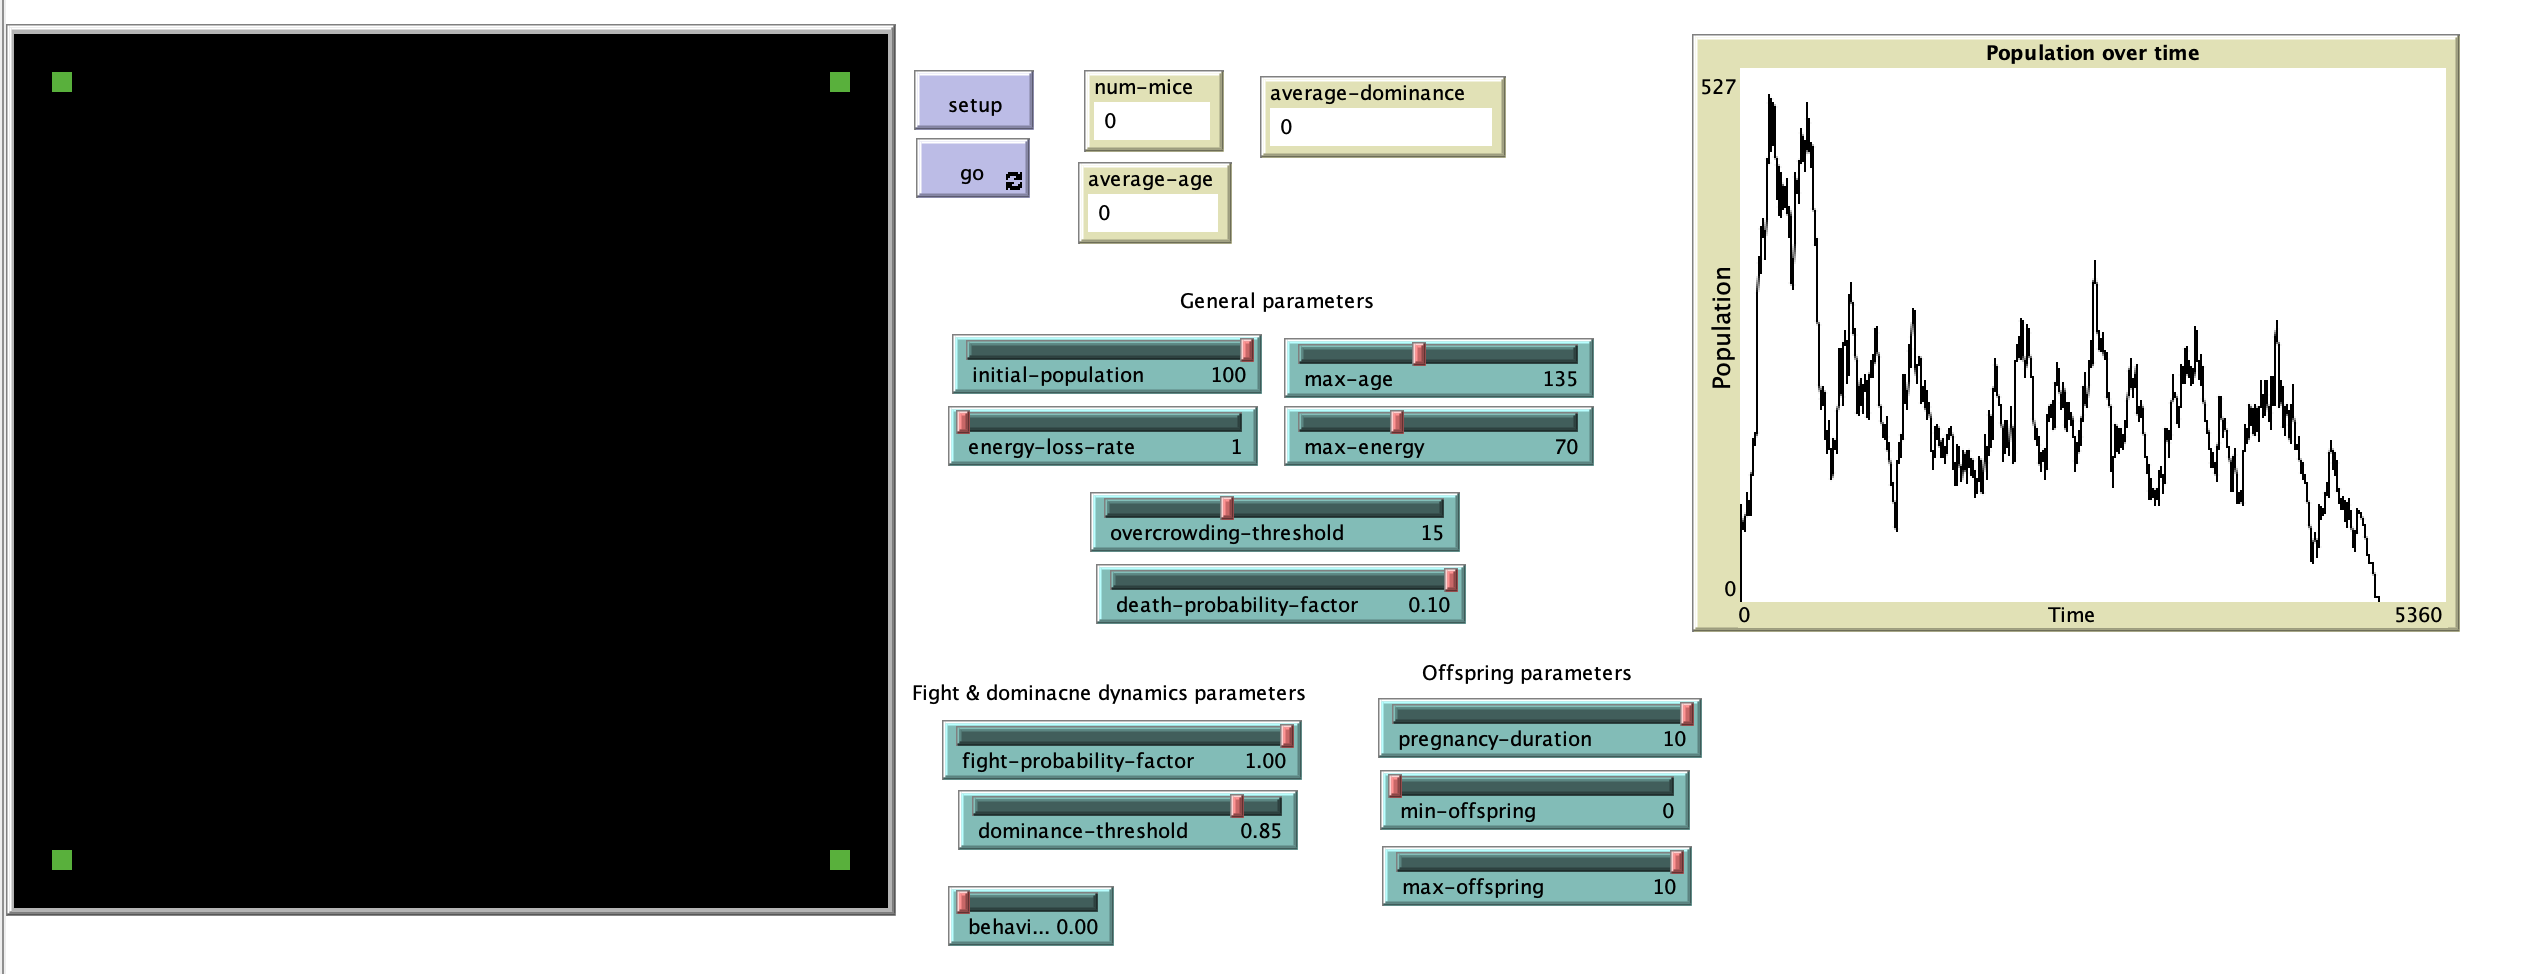 setup
go
num-mice
0
average-dominance
0
average-age
0
General parameters
initial-population 100
max-age 135
energy-loss-rate 1
max-energy 70
overcrowding-threshold 15
death-probability-factor 0.10
Fight & dominacne dynamics parameters
fight-probability-factor 1.00
dominance-threshold 0.85
behavi... 0.00
Offspring parameters
pregnancy-duration 10
min-offspring 0
max-offspring 10
Population over time
527
Population
0
0 Time 5360